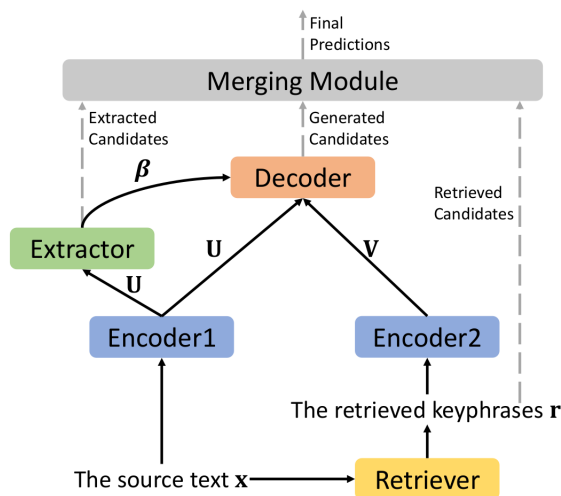 Final
Predictions
Merging Module
Extracted
Candidates
Generated
Candidates
β
Decoder
Retrieved
Candidates
Extractor
U
V
U
Encoder1
Encoder2
The retrieved keyphrases r
The source text x
Retriever